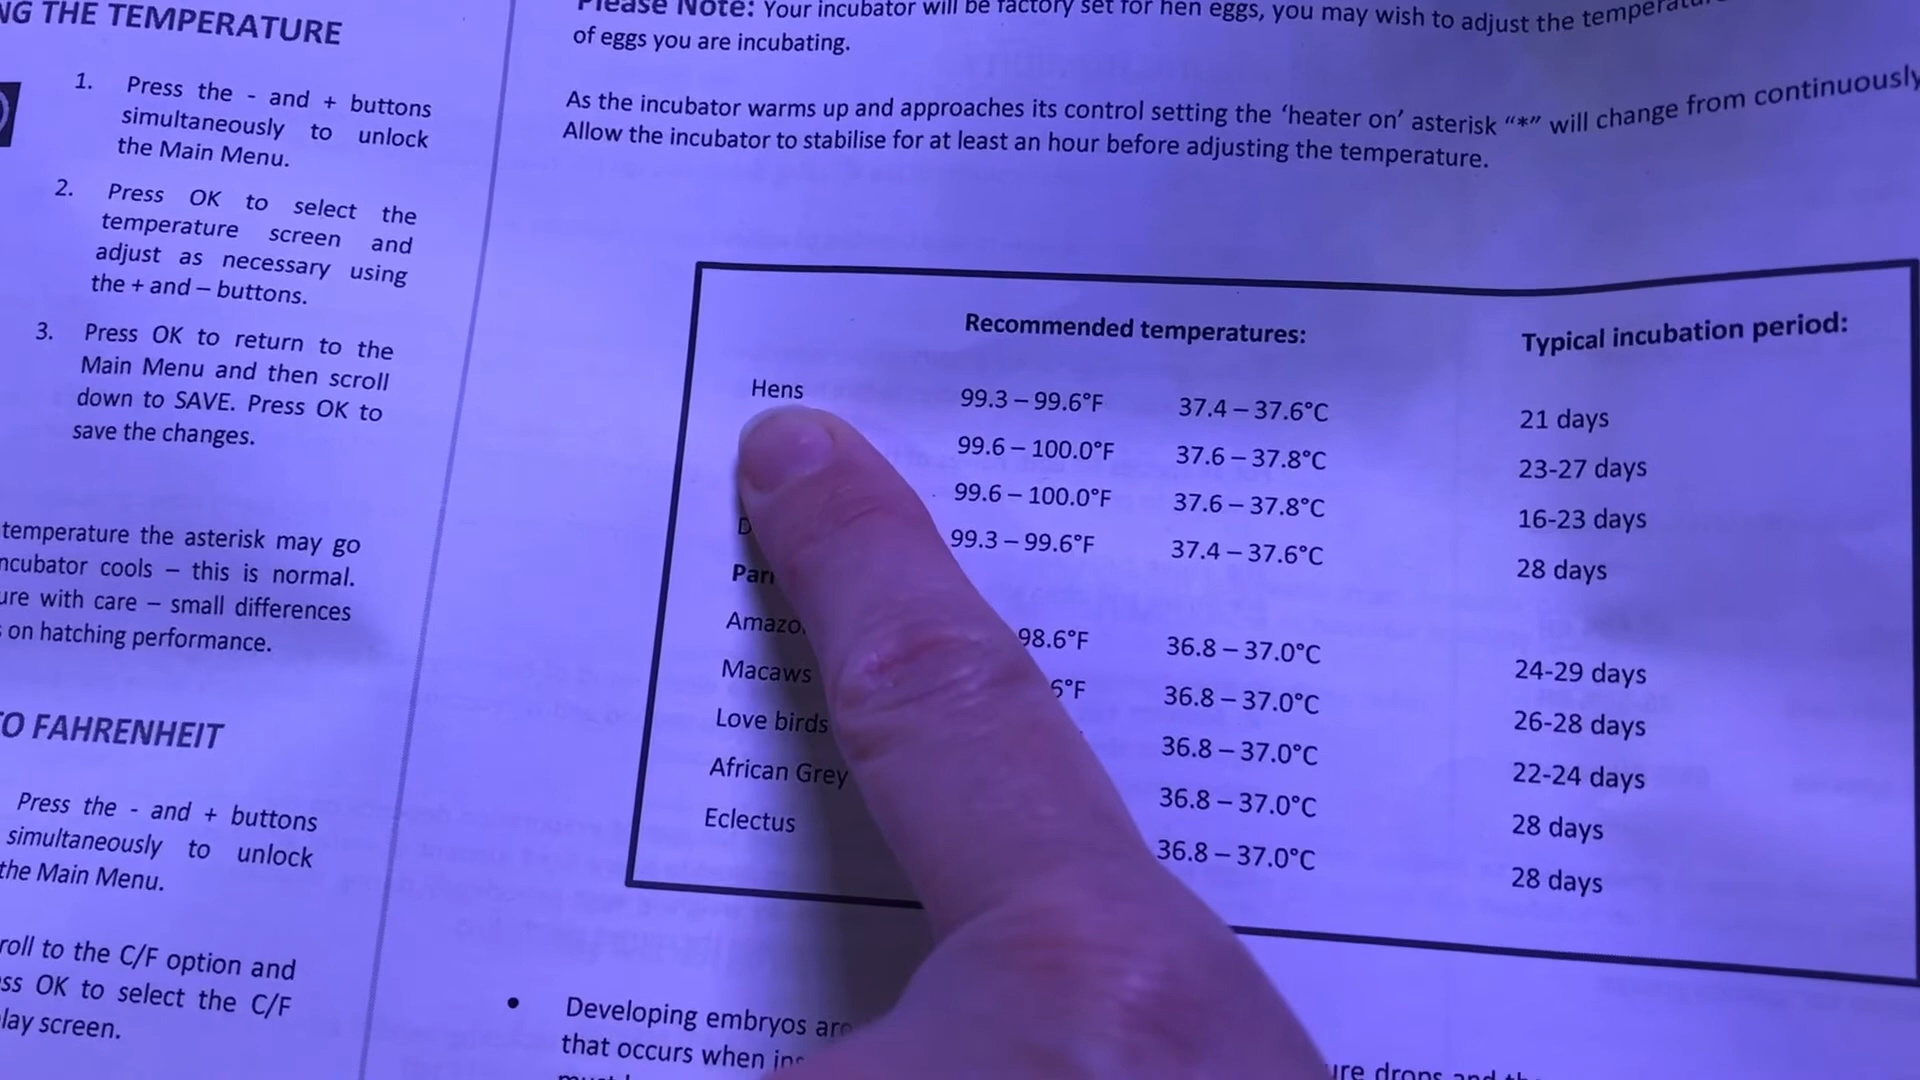 NG THE TEMPERATURE
1. Press the - and + buttons
simultaneously to unlock
the Main Menu.
2. Press OK to select the
temperature screen and
adjust as necessary using
the + and – buttons.
3. Press OK to return to the
Main Menu and then scroll
down to SAVE. Press OK to
save the changes.
temperature the asterisk may go
ncubator cools – this is normal.
ure with care – small differences
on hatching performance.
TO FAHRENHEIT
Press the - and + buttons
simultaneously to unlock
the Main Menu.
roll to the C/F option and
ss OK to select the C/F
lay screen.
Please Note: Your incubator will be factory set for hen eggs, you may wish to adjust the temperatu
of eggs you are incubating.
As the incubator warms up and approaches its control setting the ‘heater on’ asterisk “*” will change from continuously
Allow the incubator to stabilise for at least an hour before adjusting the temperature.
Recommended temperatures: Typical incubation period:
Hens 99.3 – 99.6°F 37.4 – 37.6°C 21 days
99.6 – 100.0°F 37.6 – 37.8°C 23-27 days
99.6 – 100.0°F 37.6 – 37.8°C 16-23 days
D 99.3 – 99.6°F 37.4 – 37.6°C 28 days
Parr
Amazo 98.6°F 36.8 – 37.0°C 24-29 days
Macaws 6°F 36.8 – 37.0°C 26-28 days
Love birds 36.8 – 37.0°C 22-24 days
African Grey 36.8 – 37.0°C 28 days
Eclectus 36.8 – 37.0°C 28 days
• Developing embryos are
that occurs when ins
ure drops and th